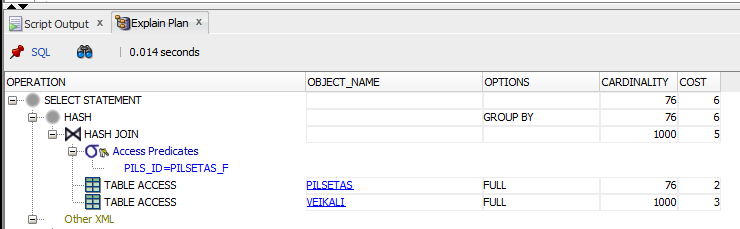 Script Output x Explain Plan x
SQL | 0.014 seconds
OPERATION OBJECT_NAME OPTIONS CARDINALITY COST
SELECT STATEMENT 76 6
HASH GROUP BY 76 6
HASH JOIN 1000 5
Access Predicates
PILS_ID=PILSETAS_F
TABLE ACCESS PILSETAS FULL 76 2
TABLE ACCESS VEIKALI FULL 1000 3
Other XML